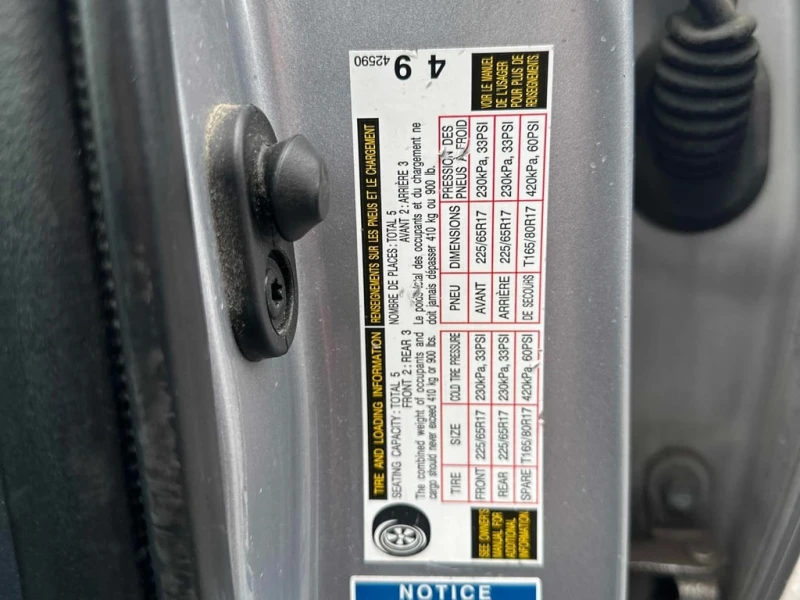 TIRE AND LOADING INFORMATION
SEATING CAPACITY : TOTAL 5
FRONT 2 : REAR 3
The combined weight of occupants and
cargo should never exceed 410 kg or 900 lbs.
TIRE SIZE COLD TIRE PRESSURE
FRONT 225/65R17 230kPa, 33PSI
REAR 225/65R17 230kPa, 33PSI
SPARE T165/80R17 420kPa, 60PSI
SEE OWNER'S
MANUAL FOR
ADDITIONAL
INFORMATION
RENSEIGNEMENTS SUR LES PNEUS ET LE CHARGEMENT
NOMBRE DE PLACES : TOTAL 5
AVANT 2 : ARRIÈRE 3
Le poids total des occupants et du chargement ne
doit jamais dépasser 410 kg ou 900 lb.
PNEU DIMENSIONS PRESSION DES
PNEUS À FROID
AVANT 225/65R17 230kPa, 33PSI
ARRIÈRE 225/65R17 230kPa, 33PSI
DE SECOURS T165/80R17 420kPa, 60PSI
VOIR LE MANUEL
DE L'USAGER
POUR PLUS DE
RENSEIGNEMENTS.
42590
4 9
NOTICE